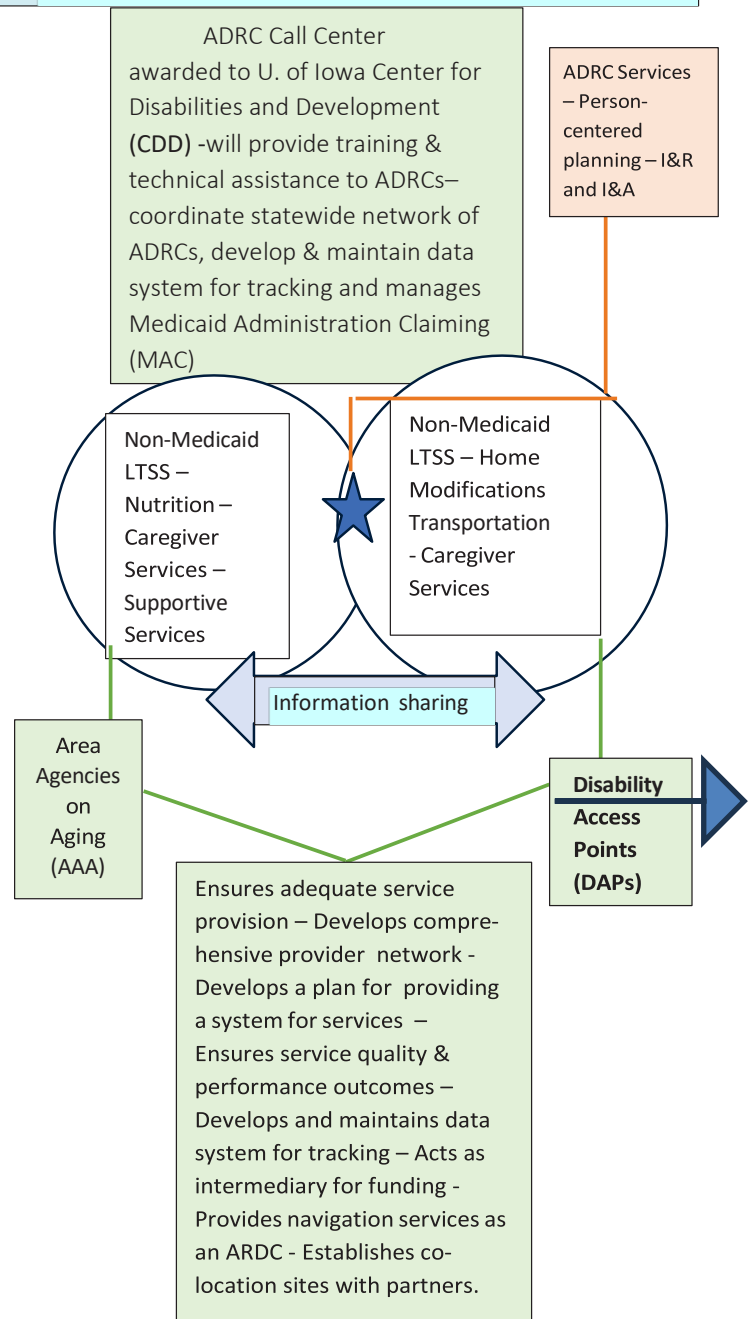 ADRC Call Center
awarded to U. of Iowa Center for
Disabilities and Development
(CDD) -will provide training &
technical assistance to ADRCs–
coordinate statewide network of
ADRCs, develop & maintain data
system for tracking and manages
Medicaid Administration Claiming
(MAC)
ADRC Services
– Person-
centered
planning – I&R
and I&A
Non-Medicaid
LTSS –
Nutrition –
Caregiver
Services –
Supportive
Services
Non-Medicaid
LTSS – Home
Modifications
Transportation
- Caregiver
Services
Information sharing
Area
Agencies
on
Aging
(AAA)
Disability
Access
Points
(DAPs)
Ensures adequate service
provision – Develops compre-
hensive provider network -
Develops a plan for providing
a system for services –
Ensures service quality &
performance outcomes –
Develops and maintains data
system for tracking – Acts as
intermediary for funding -
Provides navigation services as
an ARDC - Establishes co-
location sites with partners.